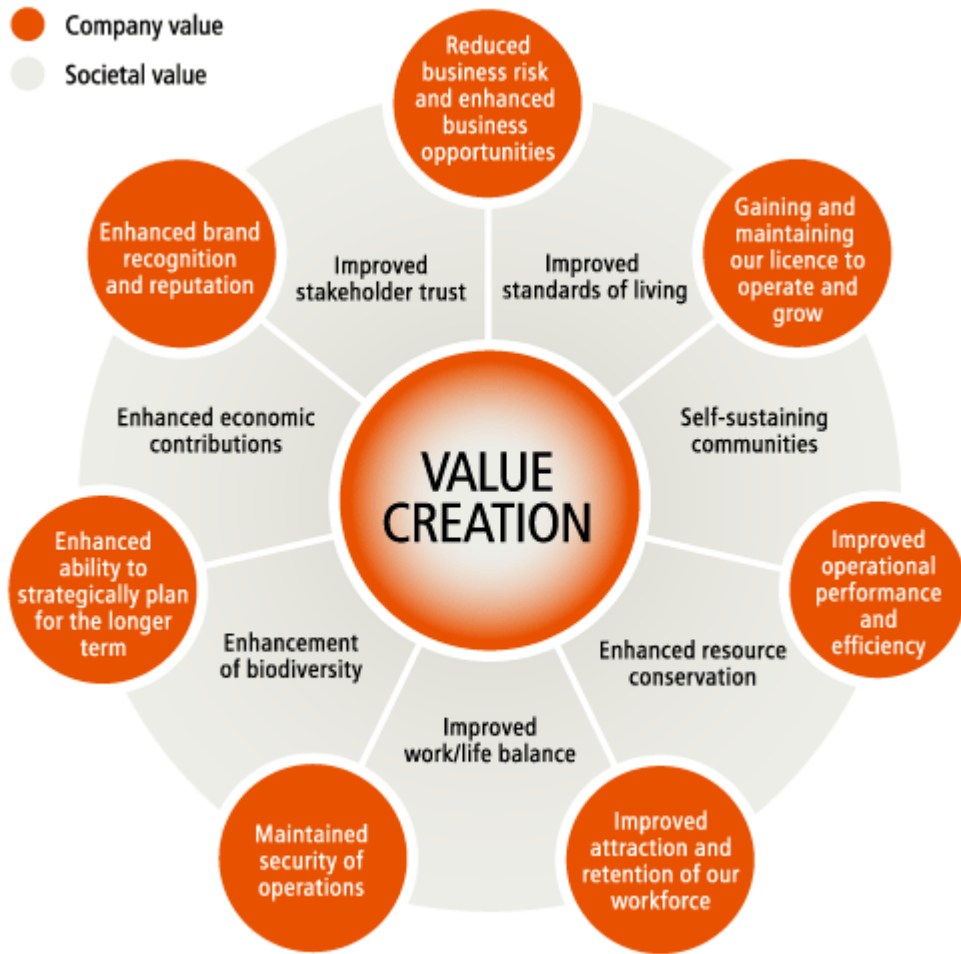 Company value
Societal value
Reduced
business risk
and enhanced
business
opportunities
Enhanced brand
recognition
and reputation
Gaining and
maintaining
our licence to
operate and
grow
Improved
stakeholder trust
Improved
standards of living
Enhanced economic
contributions
Self-sustaining
communities
VALUE
CREATION
Enhanced
ability to
strategically plan
for the longer
term
Improved
operational
performance
and
efficiency
Enhancement
of biodiversity
Enhanced resource
conservation
Improved
work/life balance
Maintained
security of
operations
Improved
attraction and
retention of our
workforce